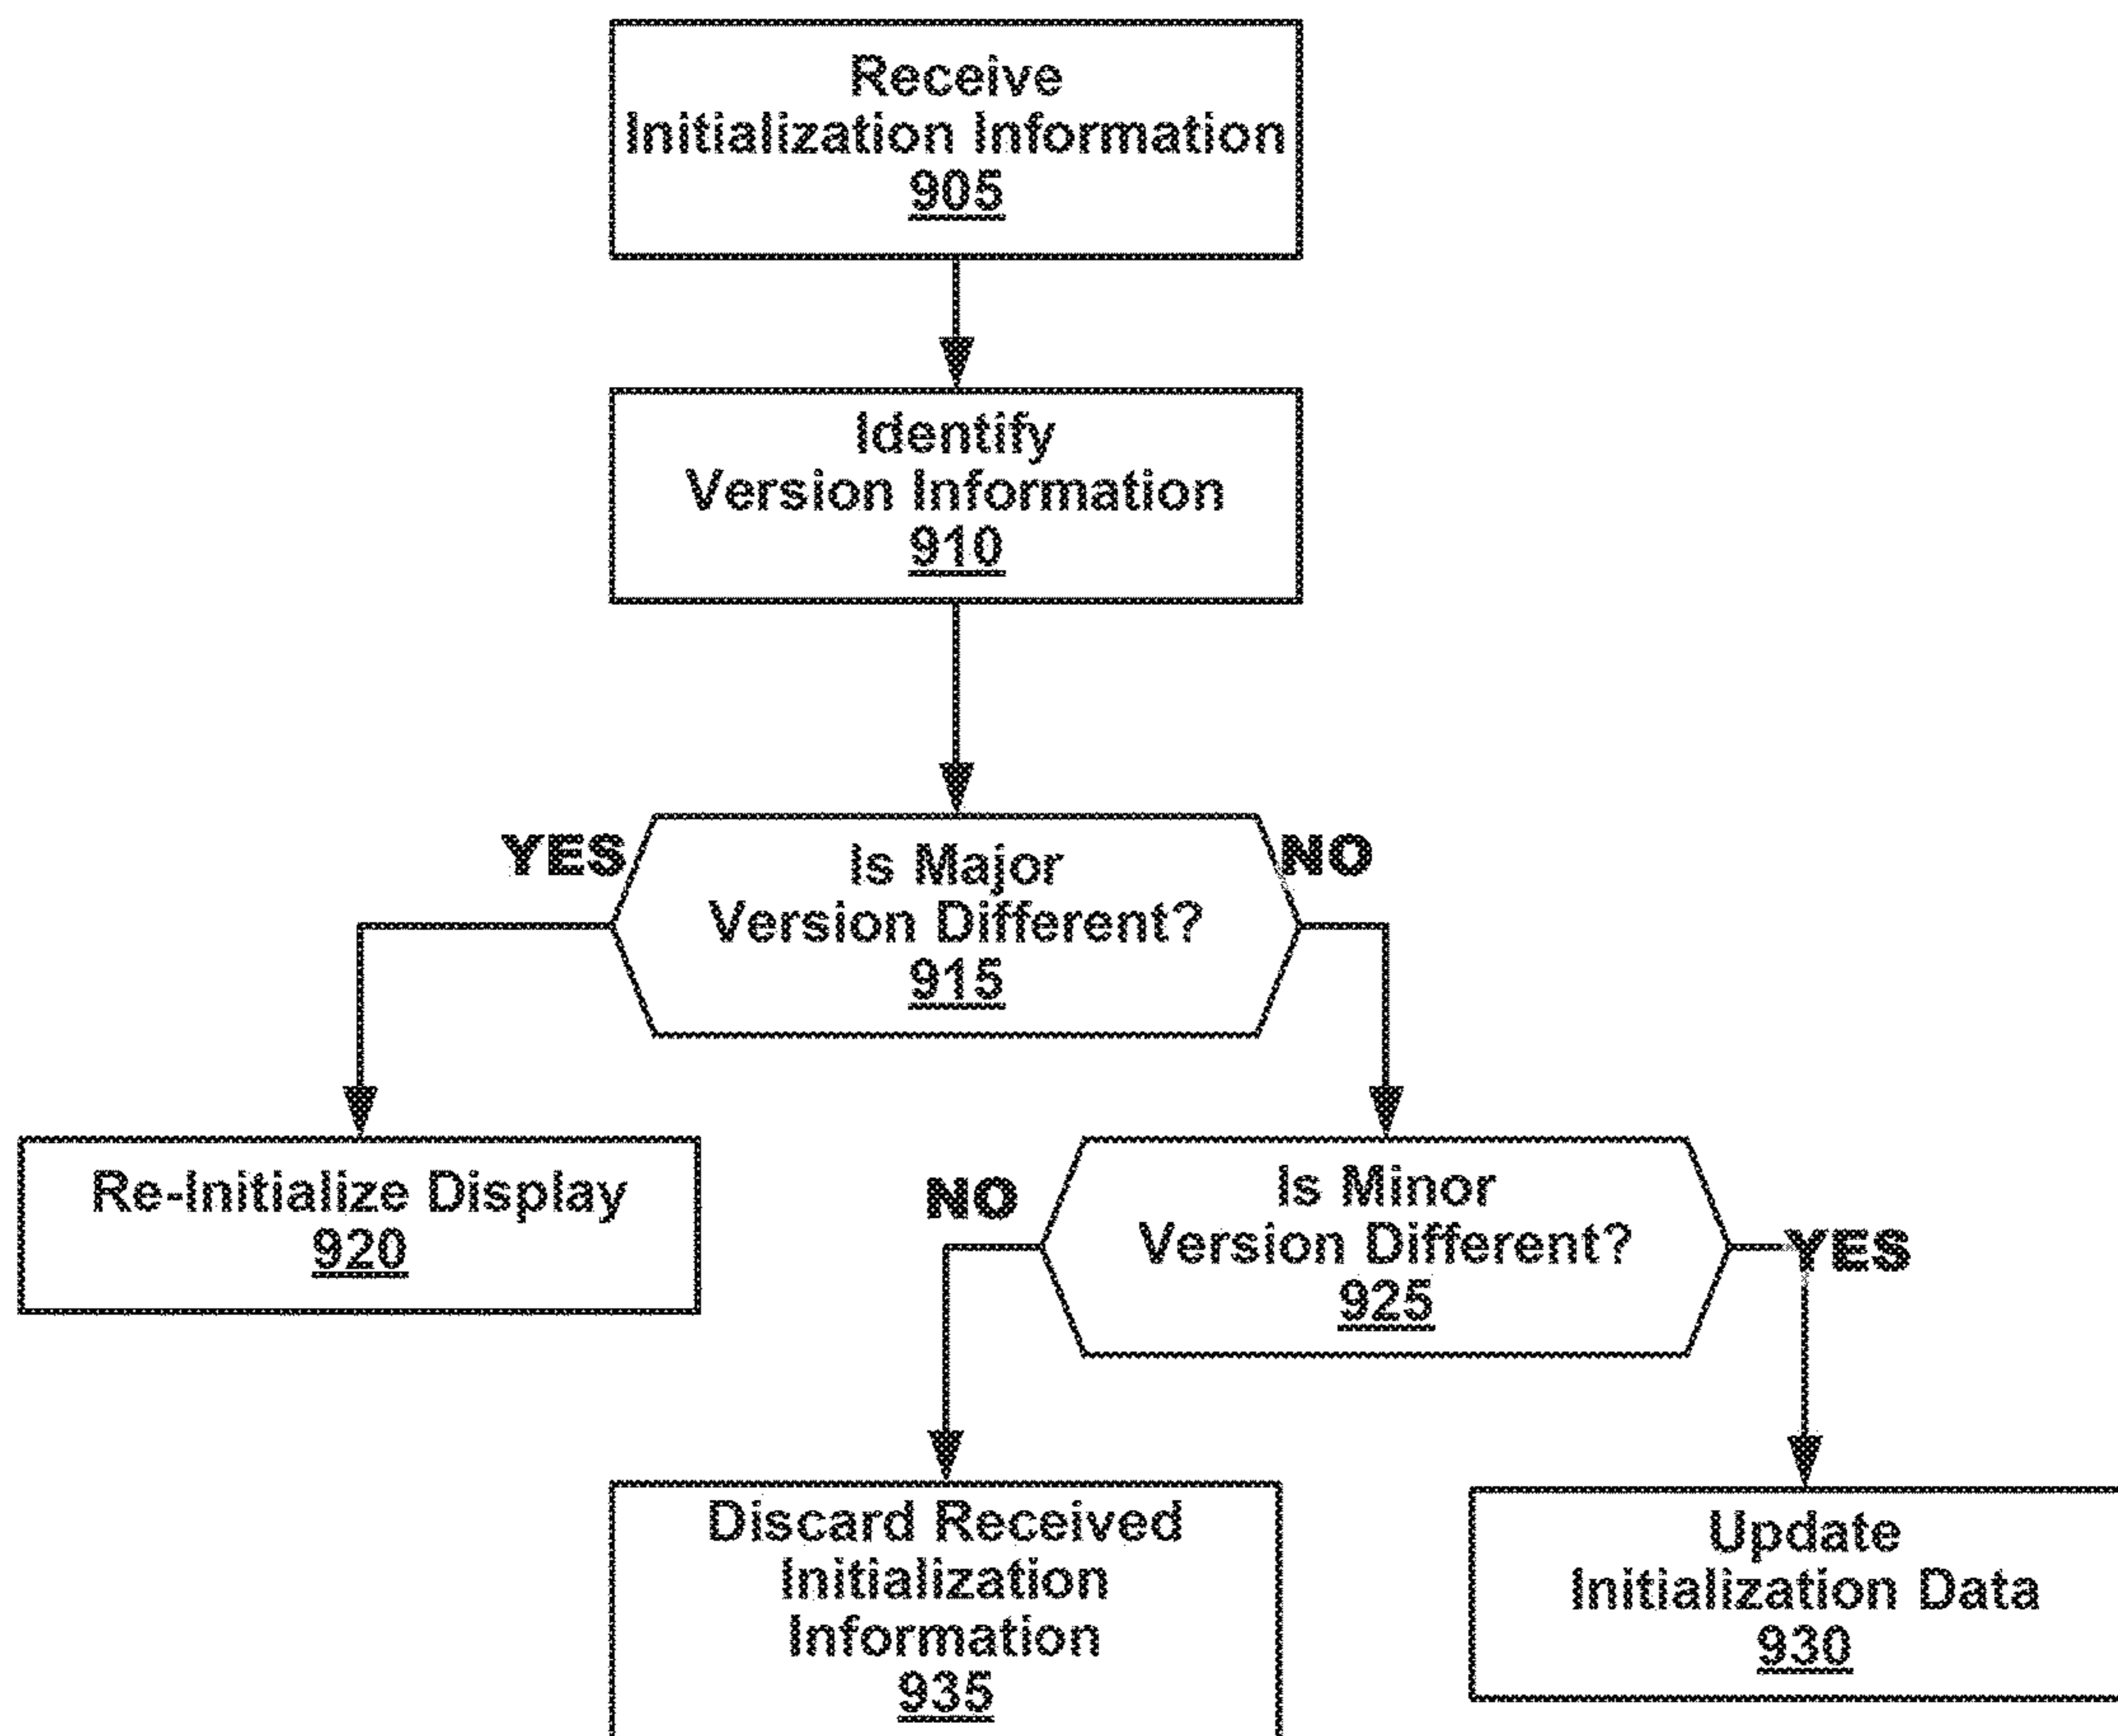 Receive
Initialization Information
905
Identify
Version Information
910
YES
Is Major
Version Different?
915
NO
Re-Initialize Display
920
NO
Is Minor
Version Different?
925
YES
Discard Received
Initialization
Information
935
Update
Initialization Data
930